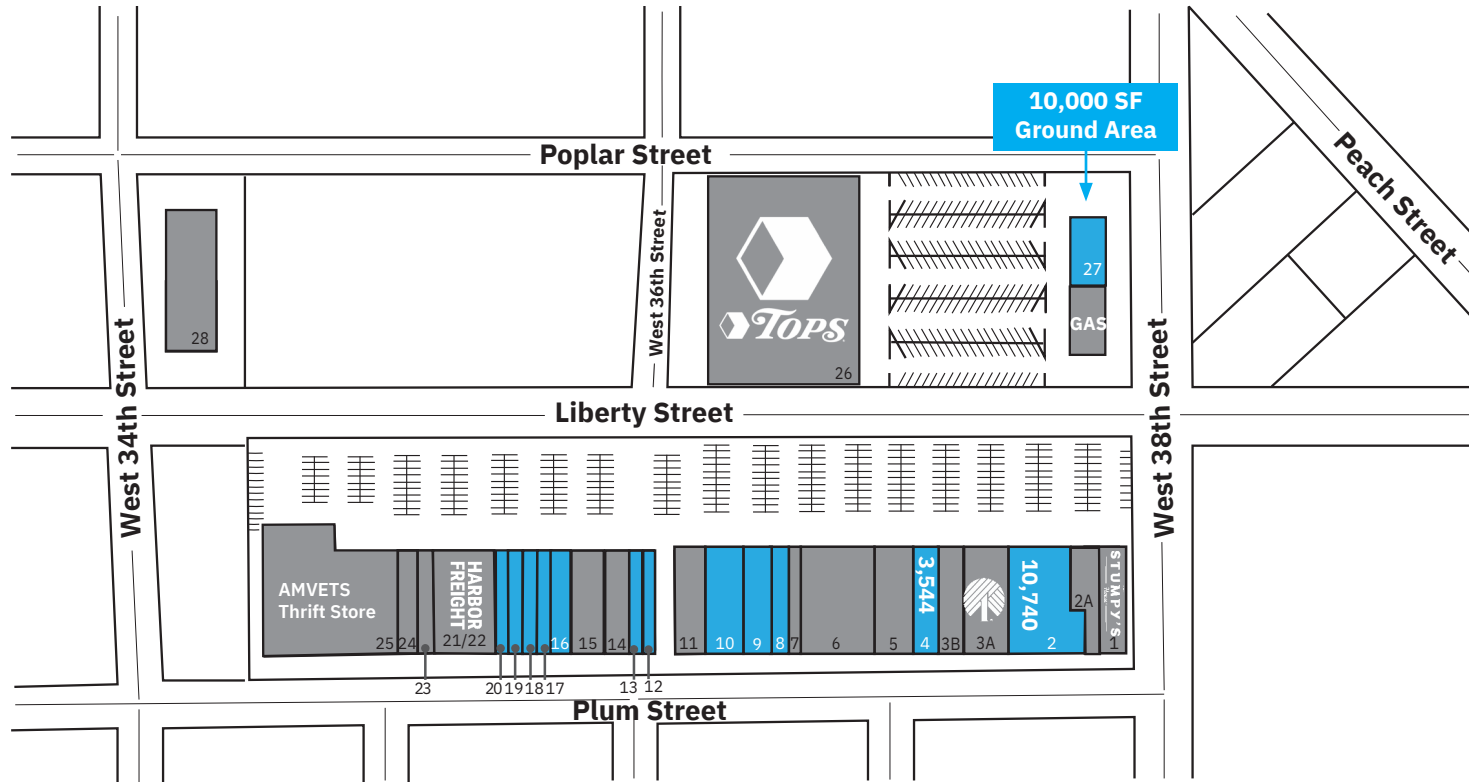 10,000 SF
Ground Area
Poplar Street
Peach Street
West 36th Street
27
GAS
TOPS
26
28
West 34th Street
West 38th Street
Liberty Street
AMVETS
Thrift Store
HARBOR
FREIGHT
3,544
10,740
STUMPY'S
2A
25
24
21/22
16
15
14
11
10
9
8
7
6
5
4
3B
3A
2
1
23
20
19
18
17
13
12
Plum Street